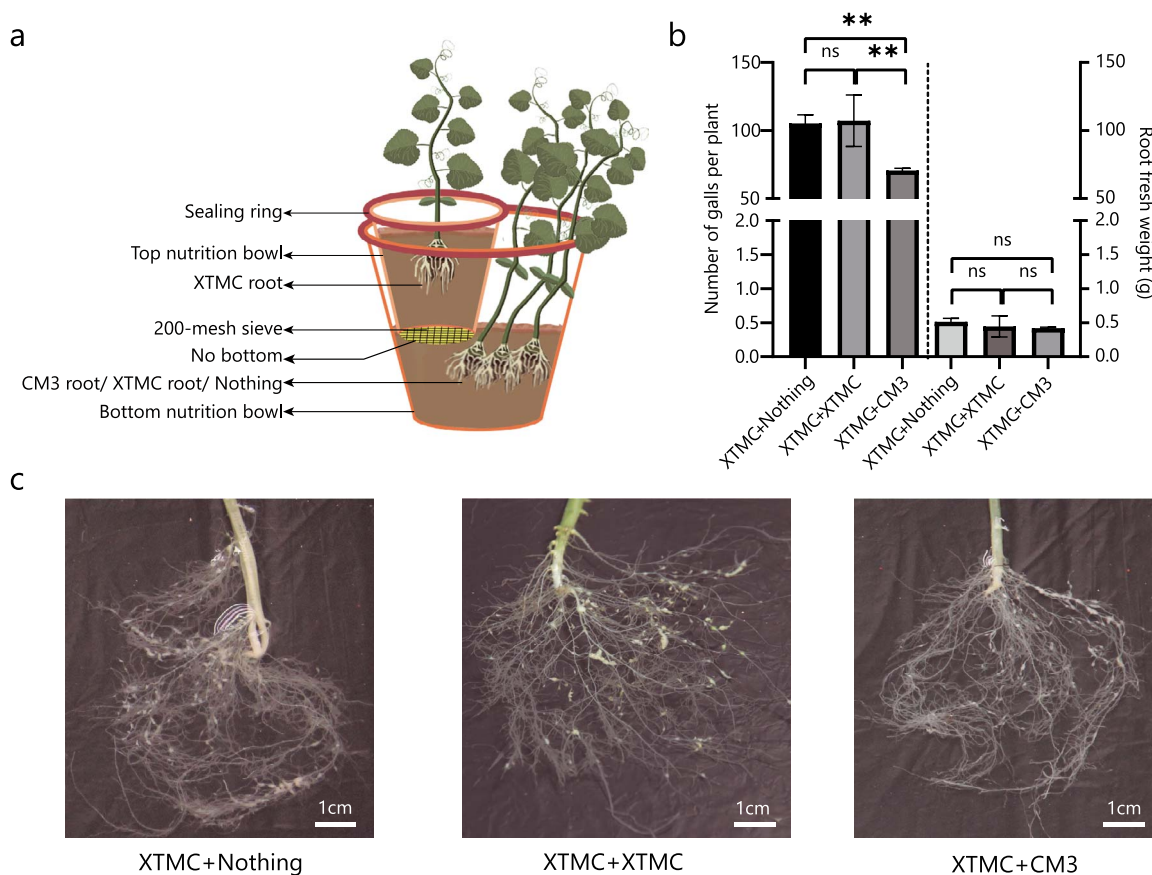 a
Sealing ring
Top nutrition bowl
XTMC root
200-mesh sieve
No bottom
CM3 root/ XTMC root/ Nothing
Bottom nutrition bowl
b
**
ns
**
150
100
50
2.0
1.5
1.0
0.5
0.0
Number of galls per plant
ns
ns
ns
150
100
50
2.0
1.5
1.0
0.5
0.0
Root fresh weight (g)
XTMC+Nothing
XTMC+XTMC
XTMC+CM3
XTMC+Nothing
XTMC+XTMC
XTMC+CM3
c
1cm
1cm
1cm
XTMC+Nothing
XTMC+XTMC
XTMC+CM3